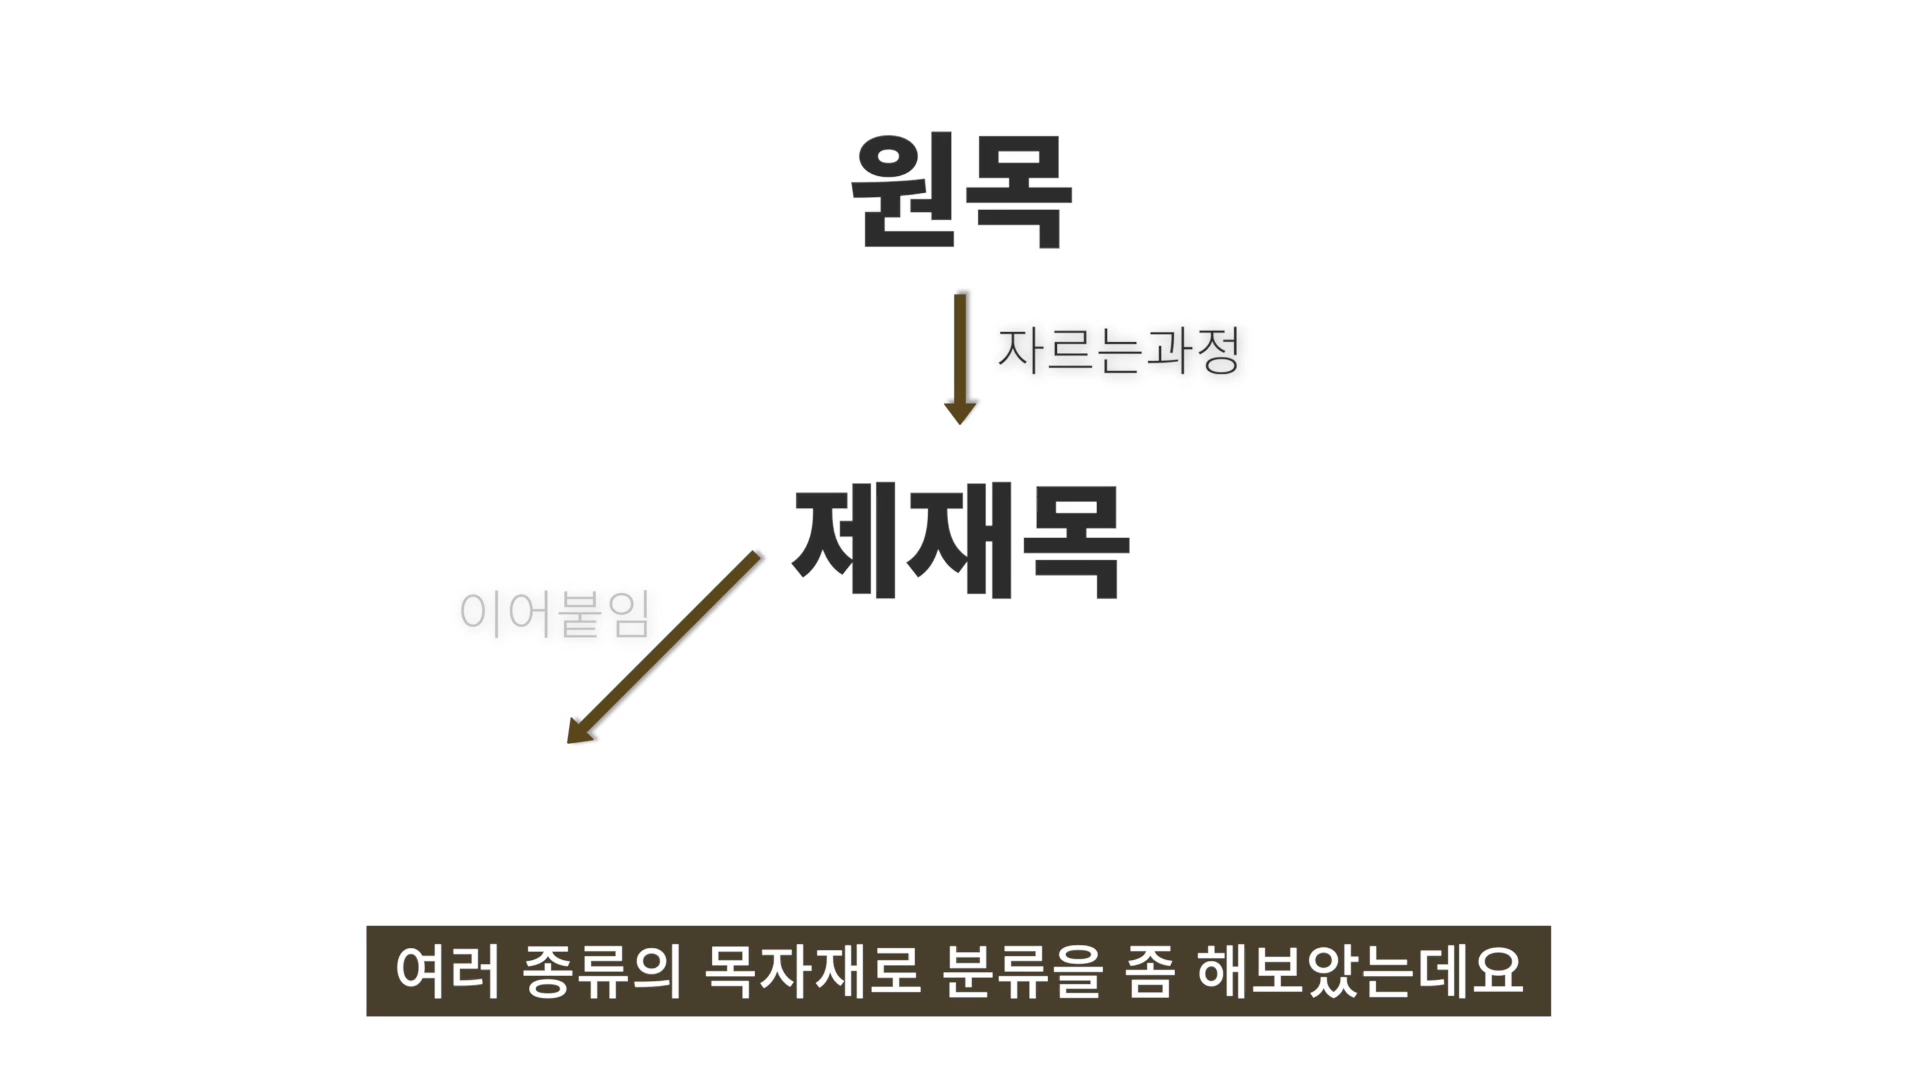 원목
자르는과정
제재목
이어붙임
여러 종류의 목자재로 분류을 좀 해보았는데요